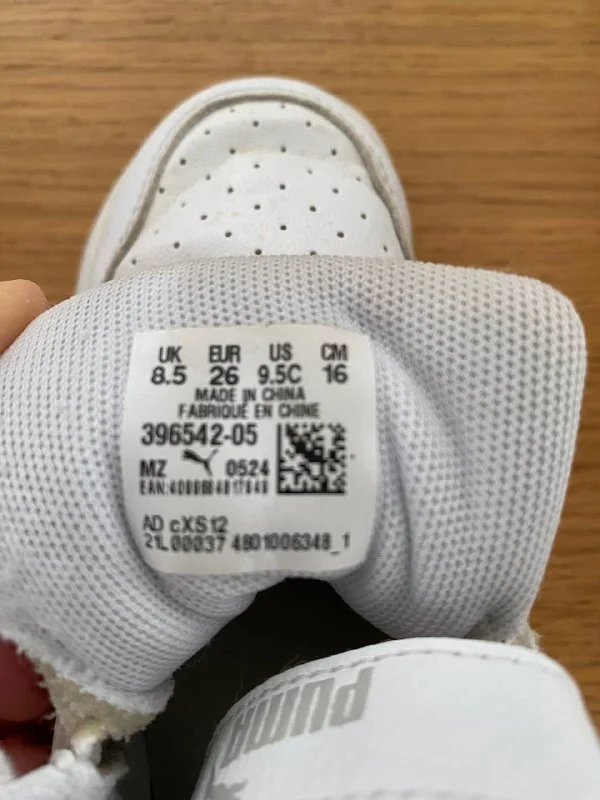 UK EUR US CM
8.5 26 9.5C 16
MADE IN CHINA
FABRIQUÉ EN CHINE
396542-05
MZ 0524
AD cXS12
21L00037 4801006348_1
PUMA